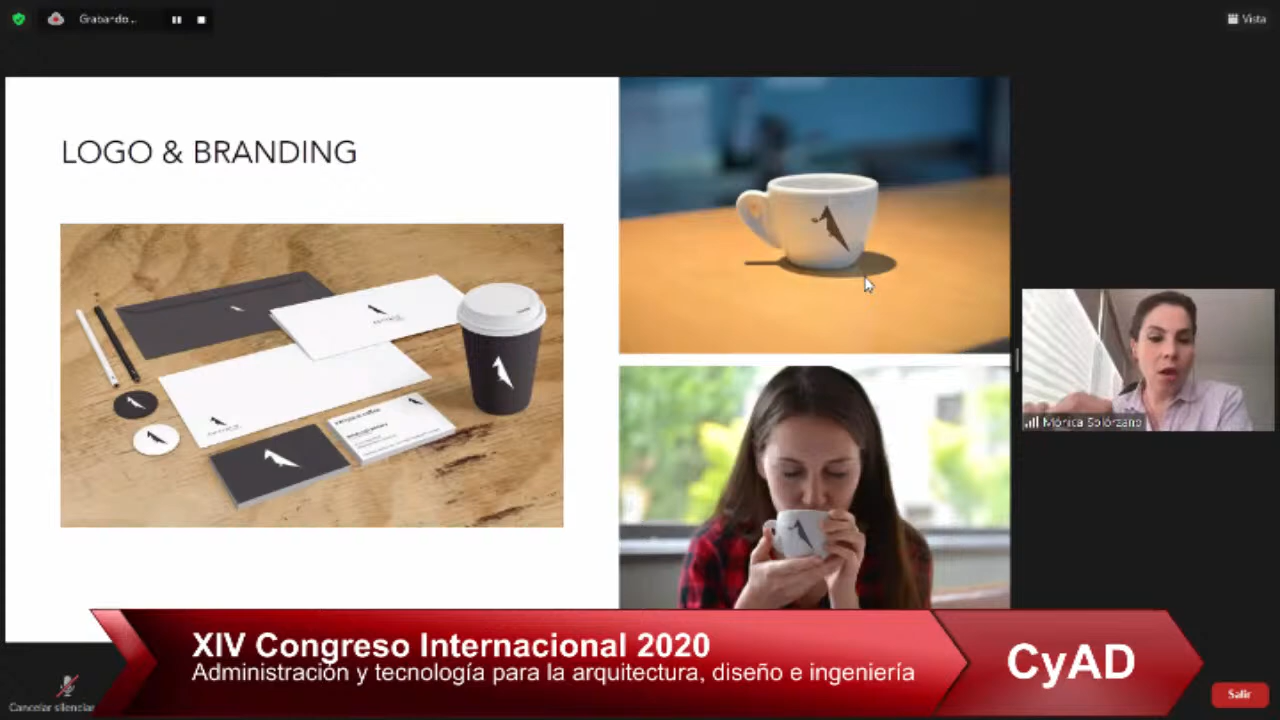 Grabando...
Vista
LOGO & BRANDING
Mónica Solórzano
XIV Congreso Internacional 2020
Administración y tecnología para la arquitectura, diseño e ingeniería
CyAD
Cancelar silenciar
Salir